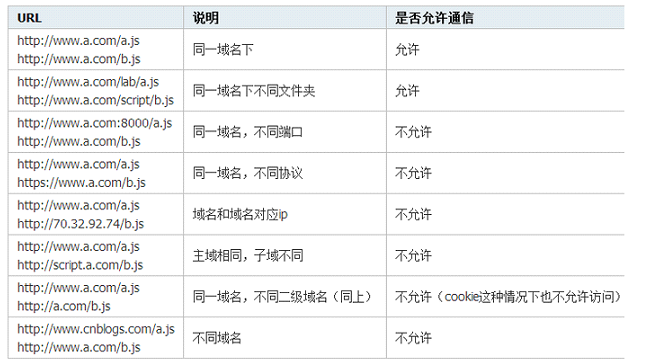 URL 说明 是否允许通信
http://www.a.com/a.js
http://www.a.com/b.js
同一域名下 允许
http://www.a.com/lab/a.js
http://www.a.com/script/b.js
同一域名下不同文件夹 允许
http://www.a.com:8000/a.js
http://www.a.com/b.js
同一域名，不同端口 不允许
http://www.a.com/a.js
https://www.a.com/b.js
同一域名，不同协议 不允许
http://www.a.com/a.js
http://70.32.92.74/b.js
域名和域名对应ip 不允许
http://www.a.com/a.js
http://script.a.com/b.js
主域相同，子域不同 不允许
http://www.a.com/a.js
http://a.com/b.js
同一域名，不同二级域名（同上） 不允许（cookie这种情况下也不允许访问）
http://www.cnblogs.com/a.js
http://www.a.com/b.js
不同域名 不允许